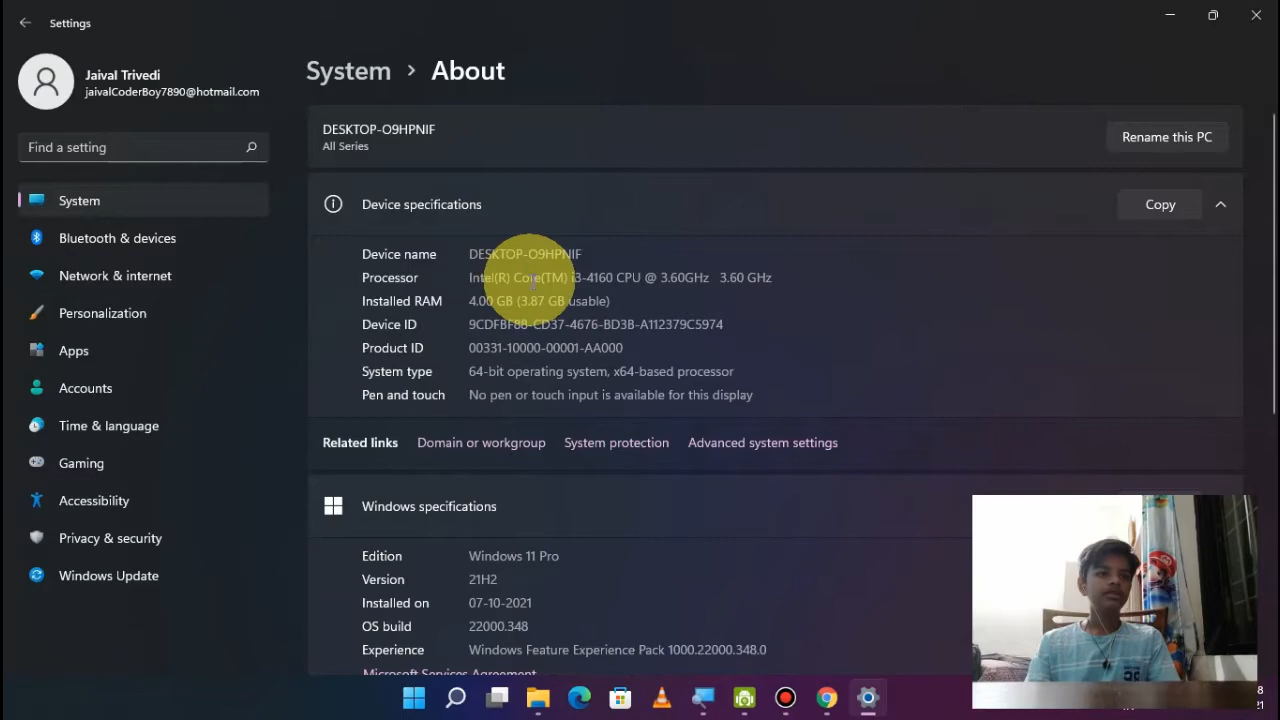 Settings
Jaival Trivedi
jaivalCoderBoy7890@hotmail.com
Find a setting
System
Bluetooth & devices
Network & internet
Personalization
Apps
Accounts
Time & language
Gaming
Accessibility
Privacy & security
Windows Update
System > About
DESKTOP-O9HPNIF
All Series
Rename this PC
Device specifications
Copy
Device name DESKTOP-O9HPNIF
Processor Intel(R) Core(TM) i3-4160 CPU @ 3.60GHz 3.60 GHz
Installed RAM 4.00 GB (3.87 GB usable)
Device ID 9CDFBF88-CD37-4676-BD3B-A112379C5974
Product ID 00331-10000-00001-AA000
System type 64-bit operating system, x64-based processor
Pen and touch No pen or touch input is available for this display
Related links Domain or workgroup System protection Advanced system settings
Windows specifications
Edition Windows 11 Pro
Version 21H2
Installed on 07-10-2021
OS build 22000.348
Experience Windows Feature Experience Pack 1000.22000.348.0
Microsoft Services Agreement